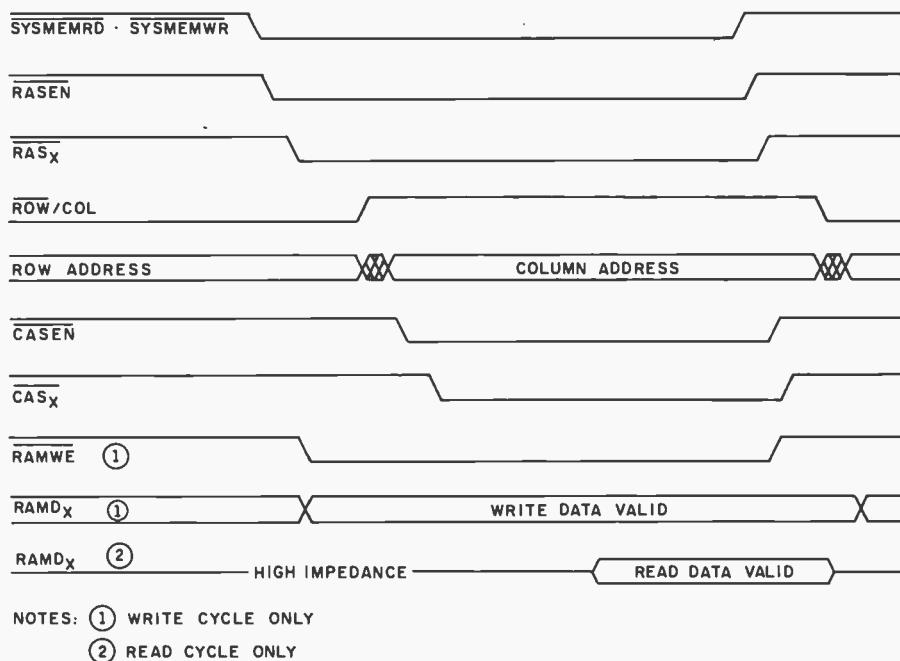 SYSMEMRD · SYSMEMWR
RASEN
RASX
ROW/COL
ROW ADDRESS COLUMN ADDRESS
CASEN
CASX
RAMWE ①
RAMDX ① WRITE DATA VALID
RAMDX ② HIGH IMPEDANCE READ DATA VALID
NOTES: ① WRITE CYCLE ONLY
② READ CYCLE ONLY